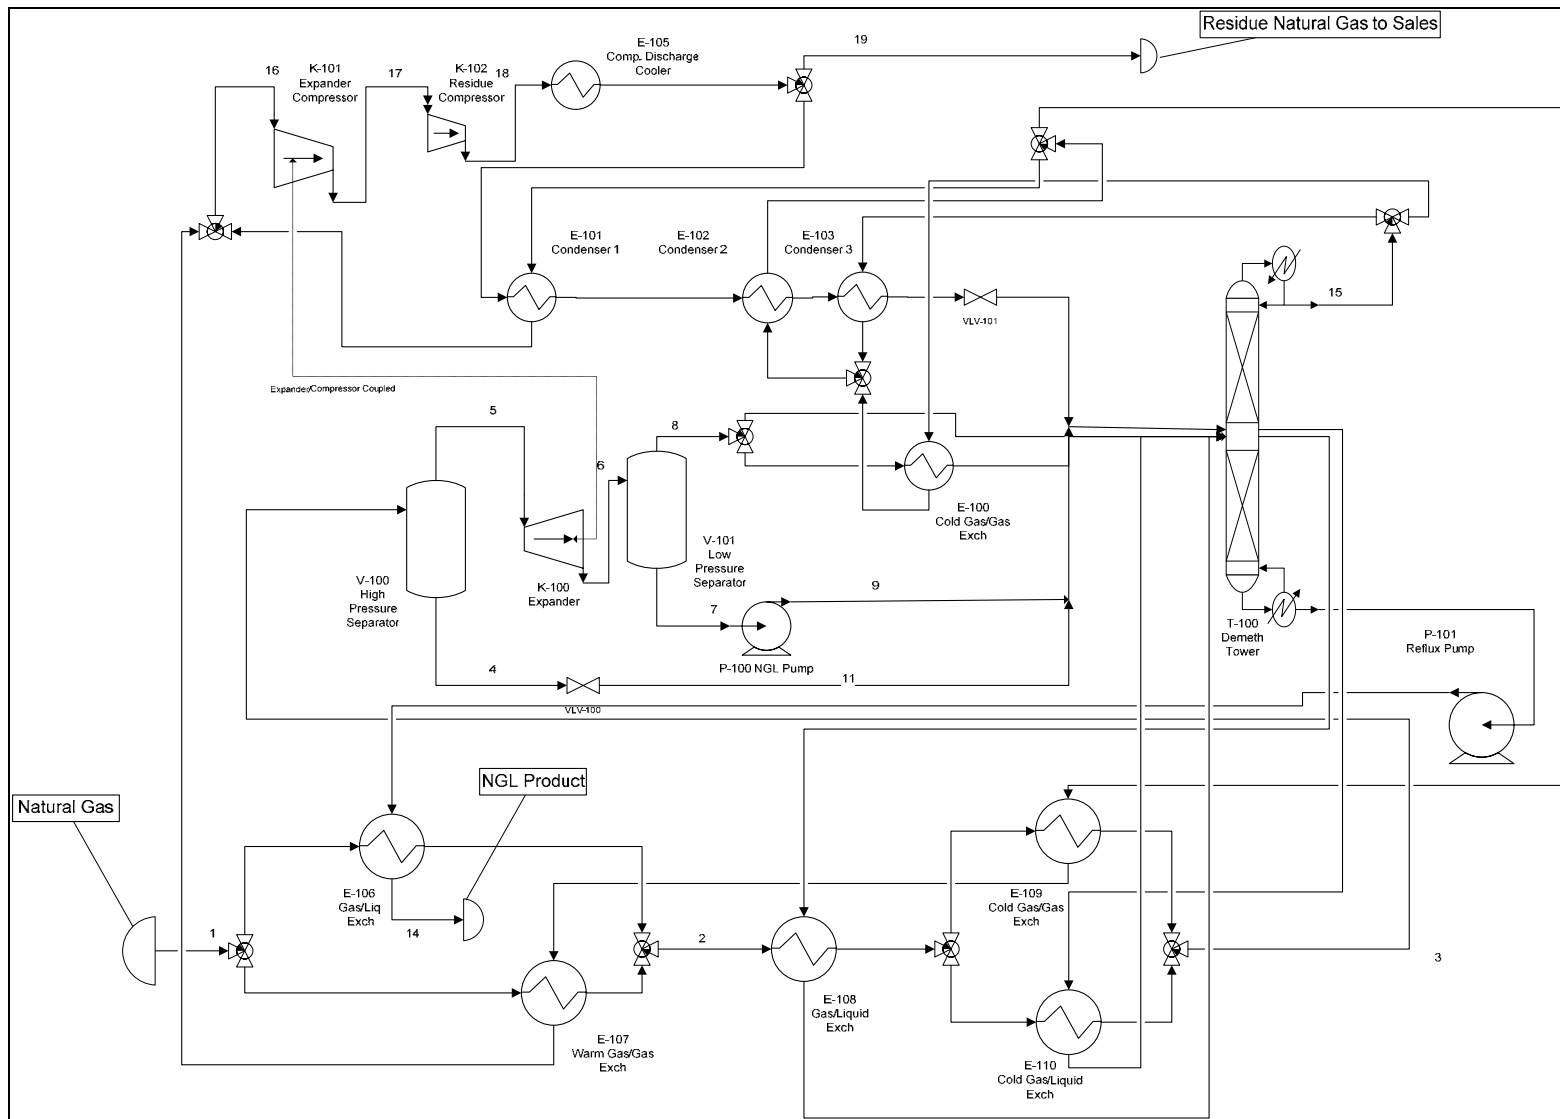 Residue Natural Gas to Sales
19
E-105
Comp. Discharge
Cooler
16
K-101
Expander
Compressor
17
K-102
Residue
Compressor
18
E-101
Condenser 1
E-102
Condenser 2
E-103
Condenser 3
15
VLV-101
Expander/Compressor Coupled
5
8
6
E-100
Cold Gas/Gas
Exch
V-101
Low
Pressure
Separator
V-100
High
Pressure
Separator
K-100
Expander
7
9
P-100 NGL Pump
T-100
Demeth
Tower
P-101
Reflux Pump
4
11
VLV-100
NGL Product
Natural Gas
E-106
Gas/Liq
Exch
1
14
2
E-109
Cold Gas/Gas
Exch
3
E-108
Gas/Liquid
Exch
E-107
Warm Gas/Gas
Exch
E-110
Cold Gas/Liquid
Exch